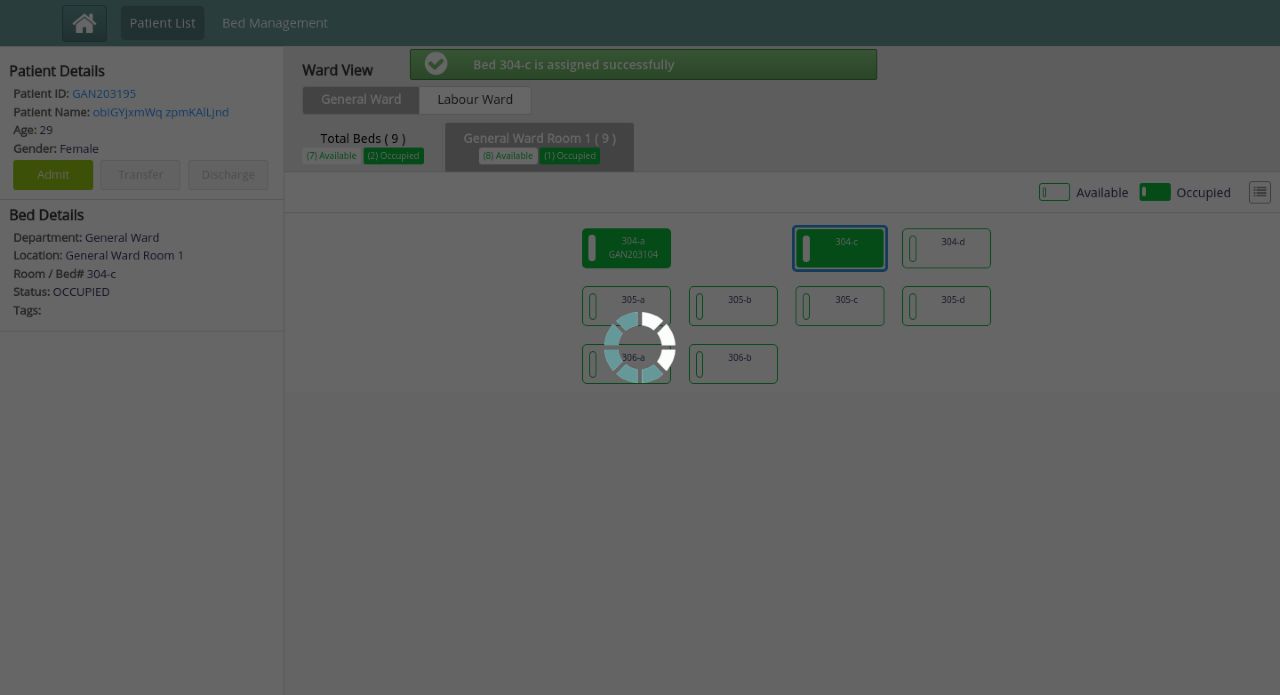 Patient List
Bed Management
Patient Details
Patient ID: GAN203195
Patient Name: obIGYjxmWq zpmKAlLjnd
Age: 29
Gender: Female
Admit
Transfer
Discharge
Bed Details
Department: General Ward
Location: General Ward Room 1
Room / Bed# 304-c
Status: OCCUPIED
Tags:
Ward View
Bed 304-c is assigned successfully
General Ward
Labour Ward
Total Beds ( 9 )
(7) Available (2) Occupied
General Ward Room 1 ( 9 )
(8) Available (1) Occupied
Available
Occupied
304-a
GAN203104
304-c
304-d
305-a
305-b
305-c
305-d
306-a
306-b